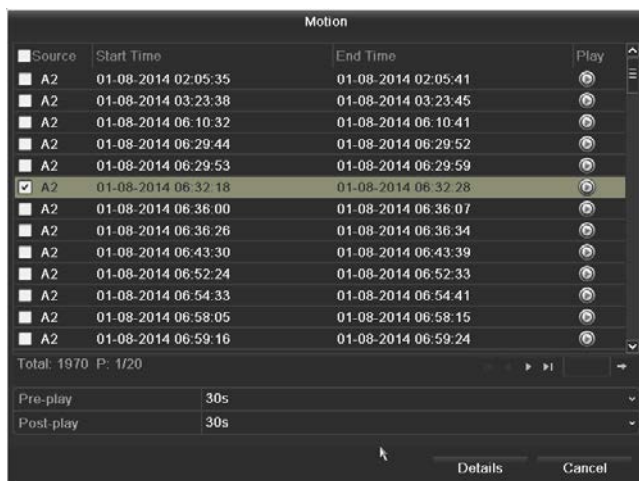 Motion
Source Start Time End Time Play
A2 01-08-2014 02:05:35 01-08-2014 02:05:41
A2 01-08-2014 03:23:38 01-08-2014 03:23:45
A2 01-08-2014 06:10:32 01-08-2014 06:10:41
A2 01-08-2014 06:29:44 01-08-2014 06:29:52
A2 01-08-2014 06:29:53 01-08-2014 06:29:59
A2 01-08-2014 06:32:18 01-08-2014 06:32:28
A2 01-08-2014 06:36:00 01-08-2014 06:36:07
A2 01-08-2014 06:36:26 01-08-2014 06:36:34
A2 01-08-2014 06:43:30 01-08-2014 06:43:39
A2 01-08-2014 06:52:24 01-08-2014 06:52:33
A2 01-08-2014 06:54:33 01-08-2014 06:54:41
A2 01-08-2014 06:58:05 01-08-2014 06:58:15
A2 01-08-2014 06:59:16 01-08-2014 06:59:24
Total: 1970 P: 1/20
Pre-play 30s
Post-play 30s
Details Cancel